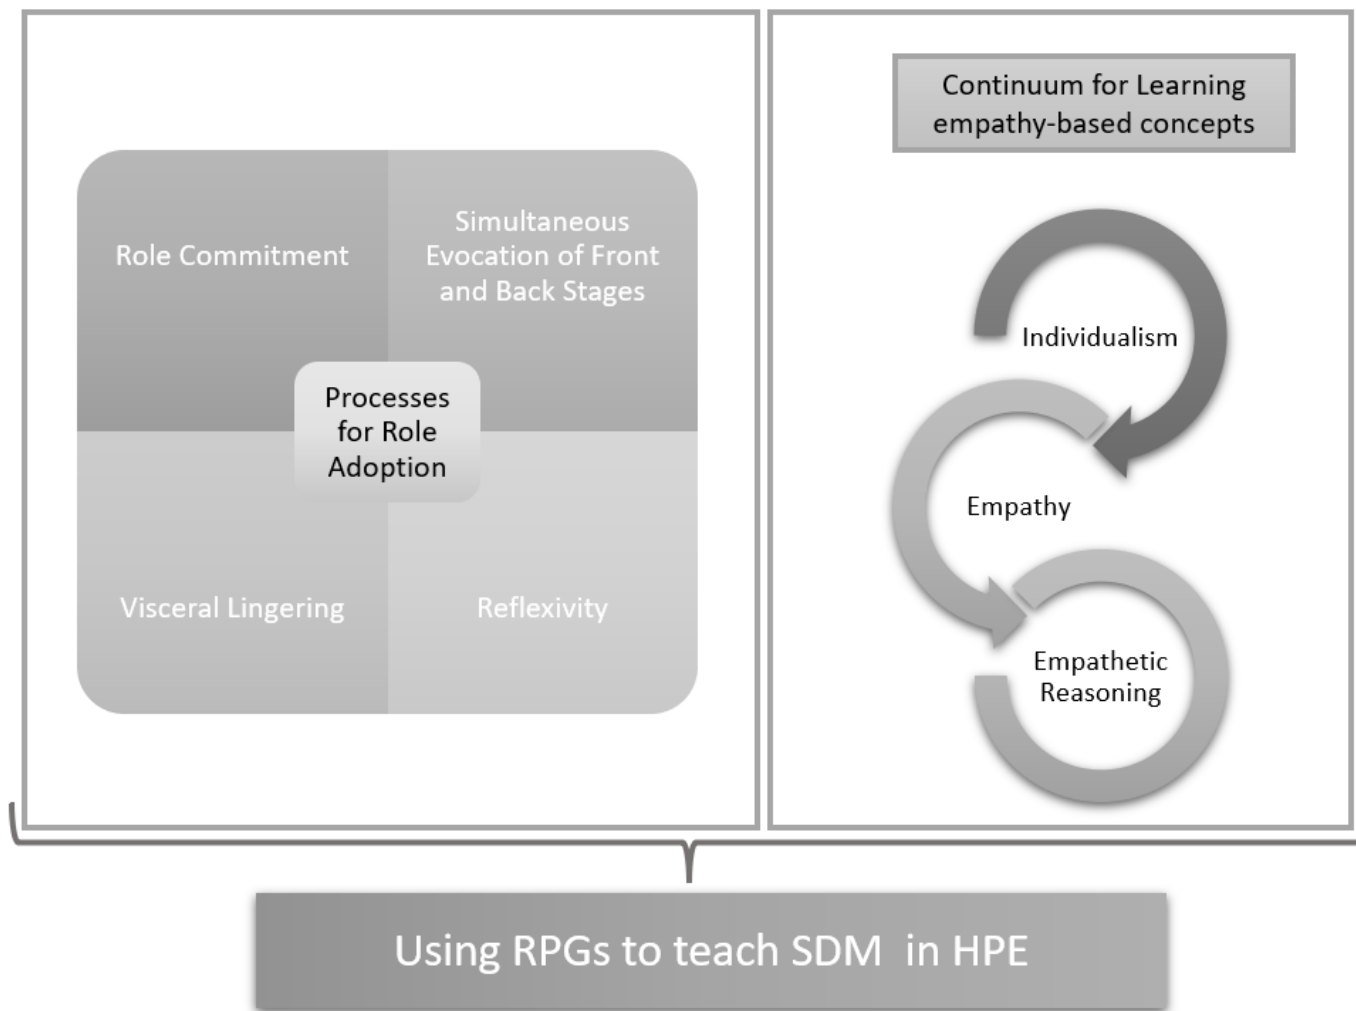 Role Commitment
Simultaneous
Evocation of Front
and Back Stages
Processes
for Role
Adoption
Visceral Lingering
Reflexivity
Continuum for Learning
empathy-based concepts
Individualism
Empathy
Empathetic
Reasoning
Using RPGs to teach SDM in HPE